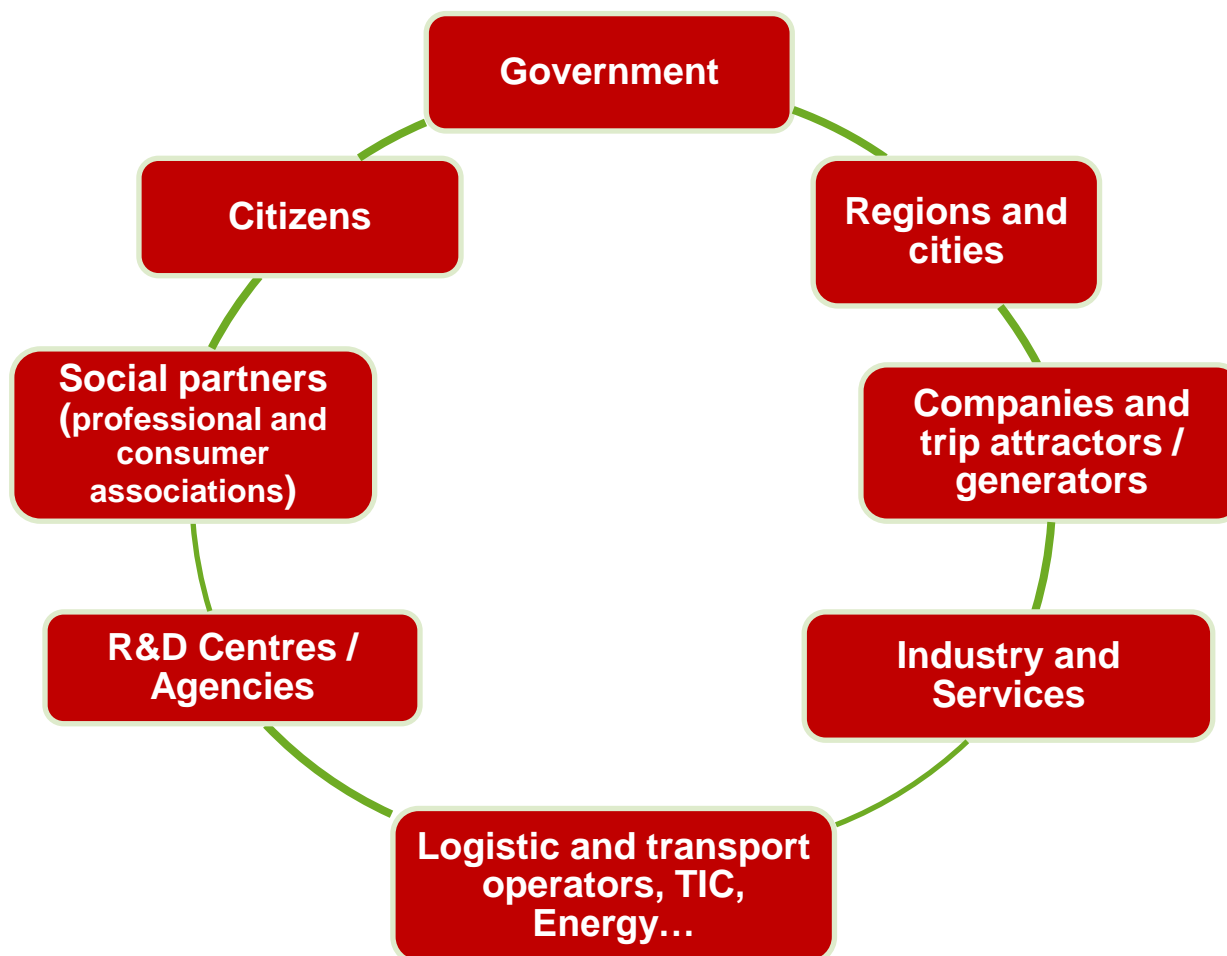 Government
Citizens
Regions and
cities
Social partners
(professional and
consumer
associations)
Companies and
trip attractors /
generators
R&D Centres /
Agencies
Industry and
Services
Logistic and transport
operators, TIC,
Energy…